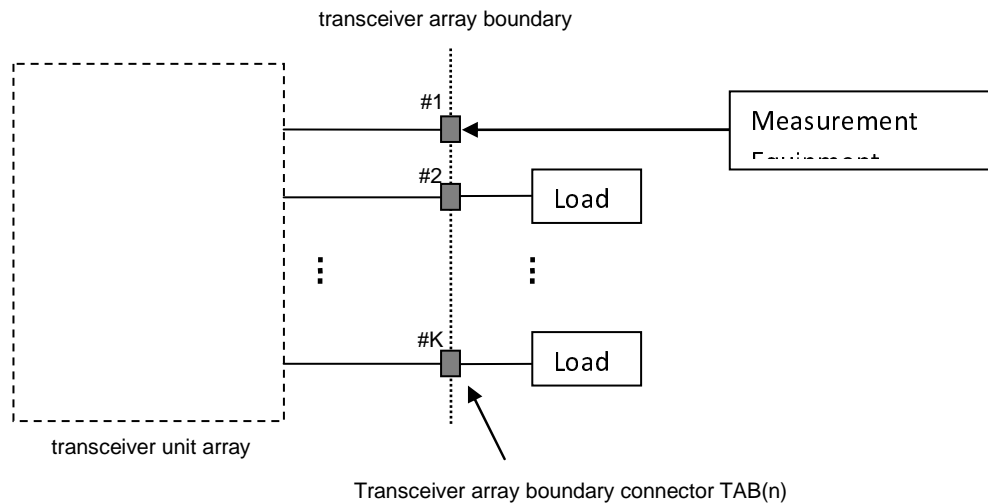 transceiver array boundary
#1
Measurement
#2
Load
#K
Load
transceiver unit array
Transceiver array boundary connector TAB(n)